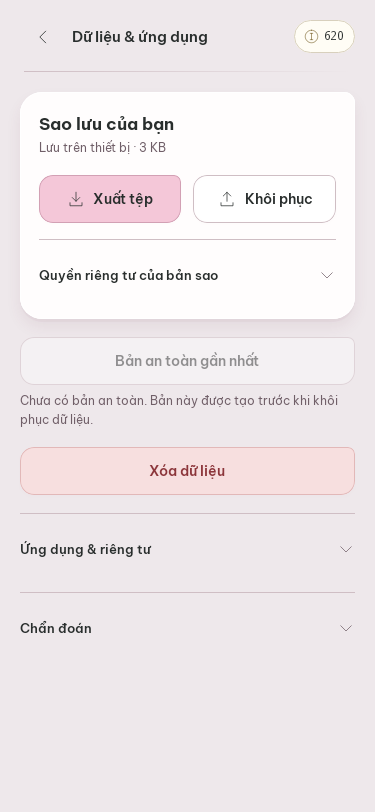 Dữ liệu & ứng dụng
620
Sao lưu của bạn
Lưu trên thiết bị · 3 KB
Xuất tệp
Khôi phục
Quyền riêng tư của bản sao
Bản an toàn gần nhất
Chưa có bản an toàn. Bản này được tạo trước khi khôi
phục dữ liệu.
Xóa dữ liệu
Ứng dụng & riêng tư
Chẩn đoán